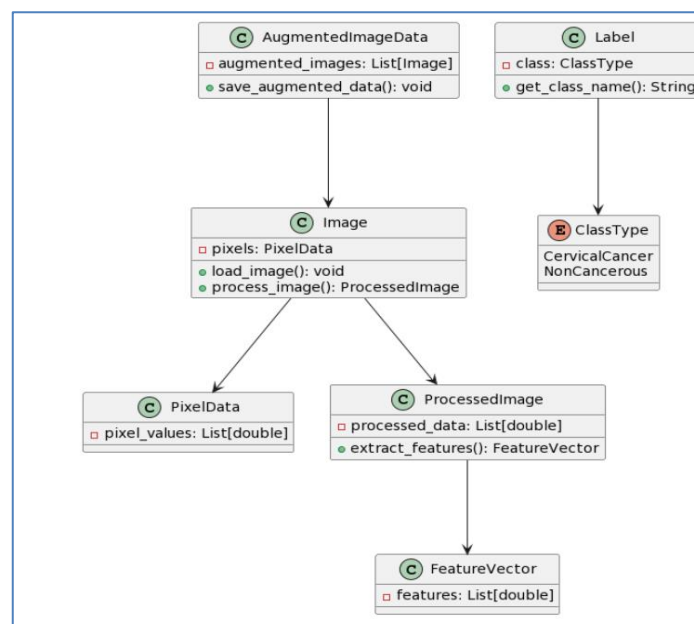 C AugmentedImageData
augmented_images: List[Image]
save_augmented_data(): void
C Label
class: ClassType
get_class_name(): String
C Image
pixels: PixelData
load_image(): void
process_image(): ProcessedImage
E ClassType
CervicalCancer
NonCancerous
C PixelData
pixel_values: List[double]
C ProcessedImage
processed_data: List[double]
extract_features(): FeatureVector
C FeatureVector
features: List[double]